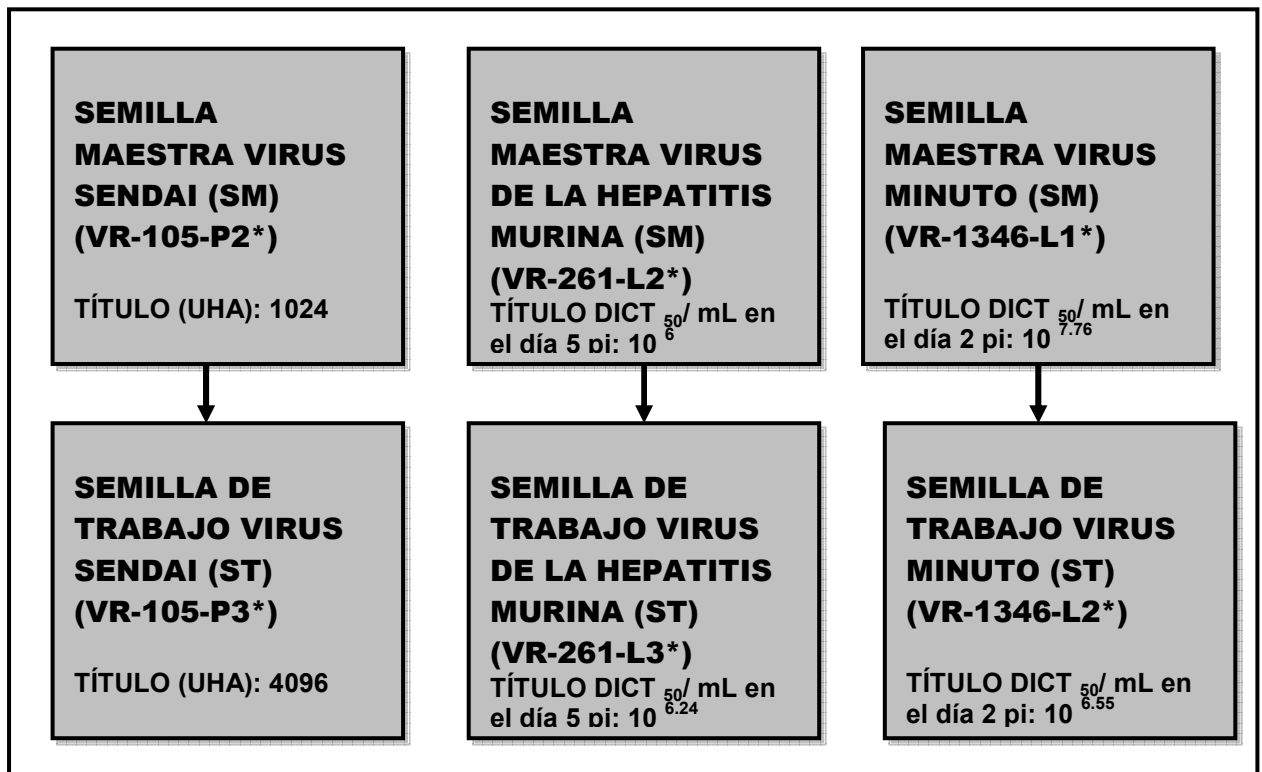 SEMILLA
MAESTRA VIRUS
SENDAI (SM)
(VR-105-P2*)
TÍTULO (UHA): 1024
SEMILLA
MAESTRA VIRUS
DE LA HEPATITIS
MURINA (SM)
(VR-261-L2*)
TÍTULO DICT 50/ mL en
el día 5 pi: 10 6
SEMILLA
MAESTRA VIRUS
MINUTO (SM)
(VR-1346-L1*)
TÍTULO DICT 50/ mL en
el día 2 pi: 10 7.76
SEMILLA DE
TRABAJO VIRUS
SENDAI (ST)
(VR-105-P3*)
TÍTULO (UHA): 4096
SEMILLA DE
TRABAJO VIRUS
DE LA HEPATITIS
MURINA (ST)
(VR-261-L3*)
TÍTULO DICT 50/ mL en
el día 5 pi: 10 6.24
SEMILLA DE
TRABAJO VIRUS
MINUTO (ST)
(VR-1346-L2*)
TÍTULO DICT 50/ mL en
el día 2 pi: 10 6.55